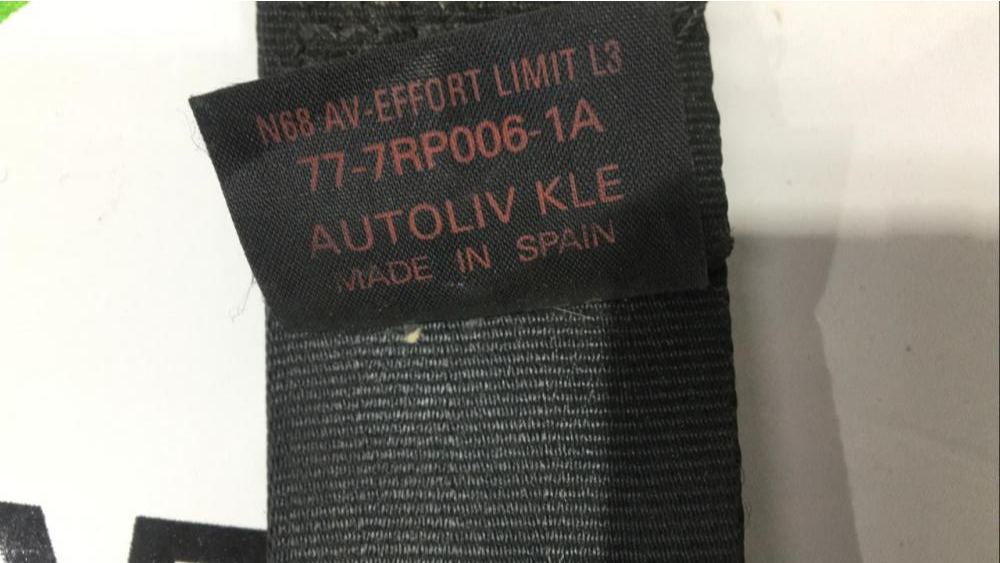 N68 AV-EFFORT LIMIT L3
77-7RP006-1A
AUTOLIV KLE
MADE IN SPAIN